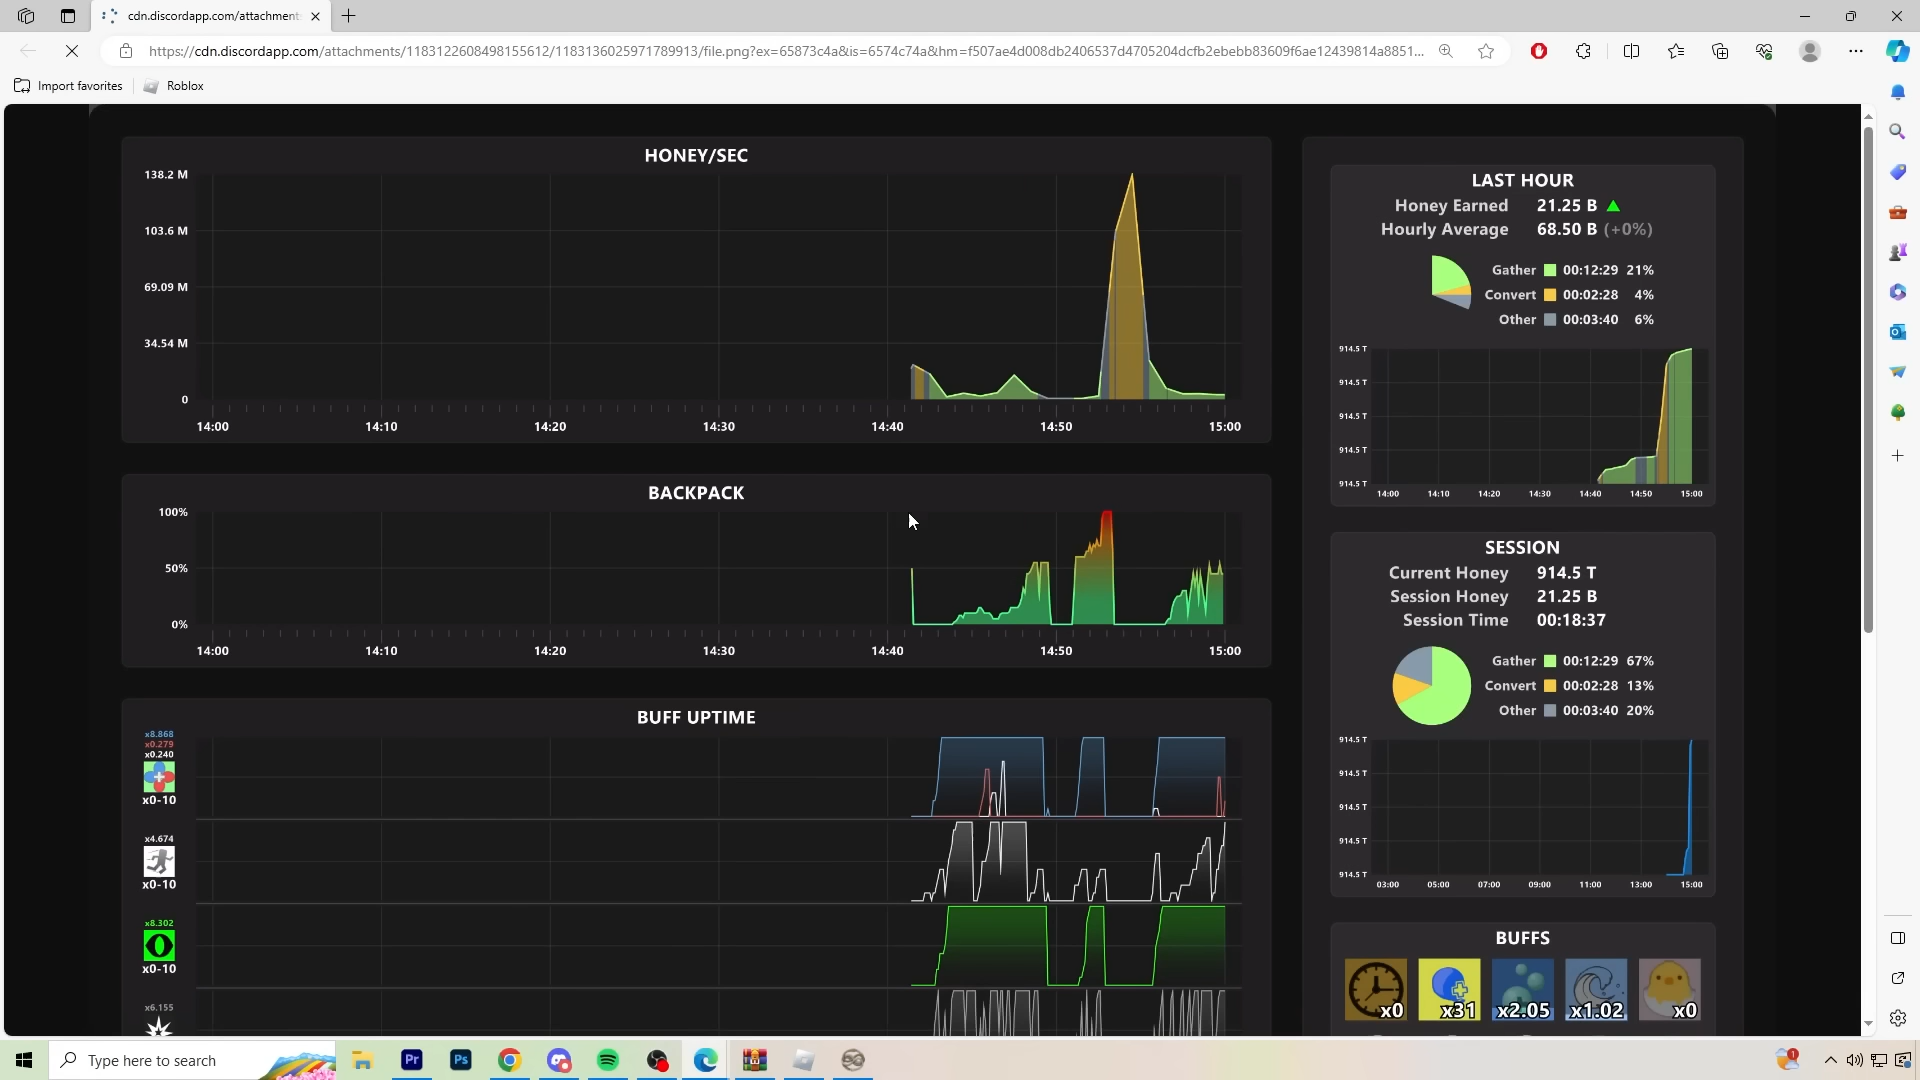 cdn.discordapp.com/attachment:
https://cdn.discordapp.com/attachments/1183122608498155612/1183136025971789913/file.png?ex=65873c4a&is=6574c74a&hm=f507ae4d008db2406537d4705204dcfb2ebebb83609f6ae12439814a8851...
Import favorites
Roblox
HONEY/SEC
138.2 M
103.6 M
69.09 M
34.54 M
0
14:00 14:10 14:20 14:30 14:40 14:50 15:00
BACKPACK
100%
50%
0%
14:00 14:10 14:20 14:30 14:40 14:50 15:00
BUFF UPTIME
x8.868
x0.279
x0.240
x0-10
x4.674
x0-10
x8.302
x0-10
x6.155
LAST HOUR
Honey Earned 21.25 B
Hourly Average 68.50 B (+0%)
Gather 00:12:29 21%
Convert 00:02:28 4%
Other 00:03:40 6%
914.5 T
914.5 T
914.5 T
914.5 T
914.5 T
14:00 14:10 14:20 14:30 14:40 14:50 15:00
SESSION
Current Honey 914.5 T
Session Honey 21.25 B
Session Time 00:18:37
Gather 00:12:29 67%
Convert 00:02:28 13%
Other 00:03:40 20%
914.5 T
914.5 T
914.5 T
914.5 T
914.5 T
03:00 05:00 07:00 09:00 11:00 13:00 15:00
BUFFS
x0 x31 x2.05 x1.02 x0
Type here to search
Pr
Ps
1